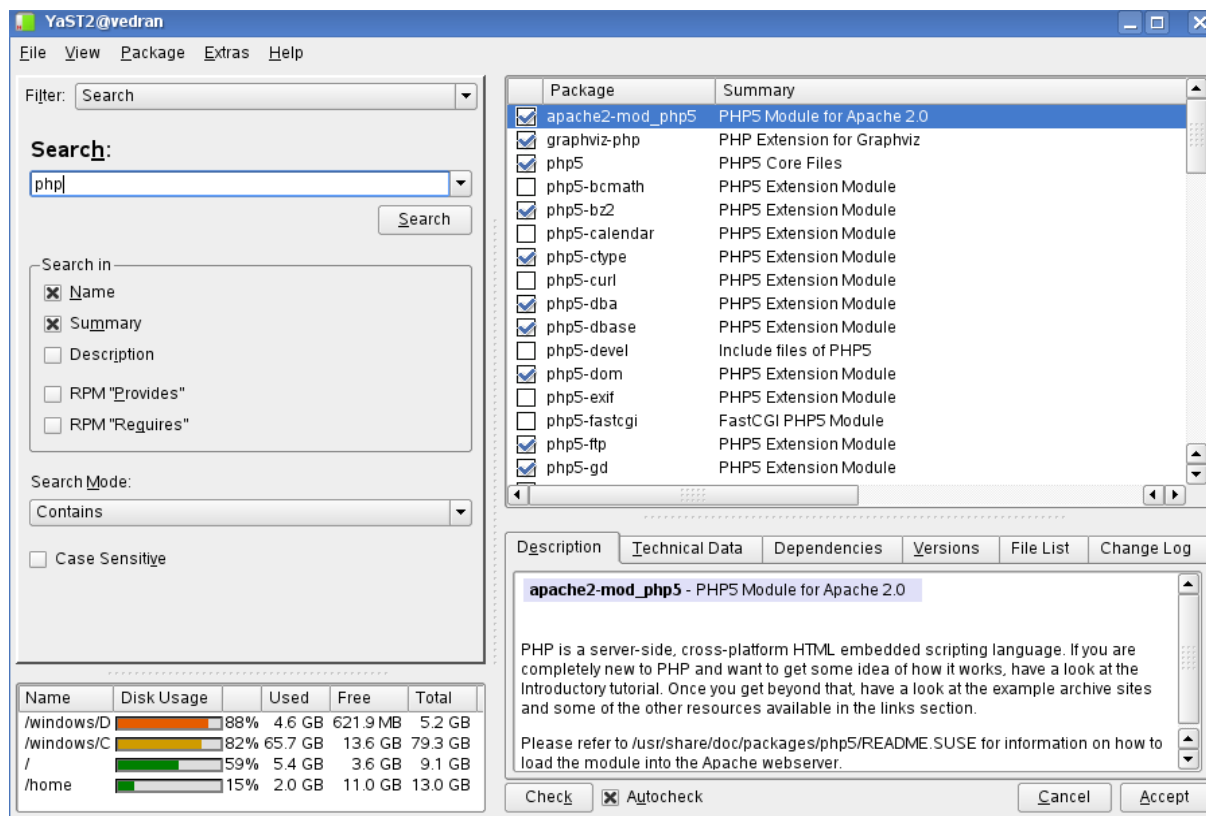 YaST2@vedran
File View Package Extras Help
Filter: Search
Search:
php
Search
Search in
Name
Summary
Description
RPM "Provides"
RPM "Requires"
Search Mode:
Contains
Case Sensitive
Name Disk Usage Used Free Total
/windows/D 88% 4.6 GB 621.9 MB 5.2 GB
/windows/C 82% 65.7 GB 13.6 GB 79.3 GB
/ 59% 5.4 GB 3.6 GB 9.1 GB
/home 15% 2.0 GB 11.0 GB 13.0 GB
Package Summary
apache2-mod_php5 PHP5 Module for Apache 2.0
graphviz-php PHP Extension for Graphviz
php5 PHP5 Core Files
php5-bcmath PHP5 Extension Module
php5-bz2 PHP5 Extension Module
php5-calendar PHP5 Extension Module
php5-ctype PHP5 Extension Module
php5-curl PHP5 Extension Module
php5-dba PHP5 Extension Module
php5-dbase PHP5 Extension Module
php5-devel Include files of PHP5
php5-dom PHP5 Extension Module
php5-exif PHP5 Extension Module
php5-fastcgi FastCGI PHP5 Module
php5-ftp PHP5 Extension Module
php5-gd PHP5 Extension Module
Description Technical Data Dependencies Versions File List Change Log
apache2-mod_php5 - PHP5 Module for Apache 2.0
PHP is a server-side, cross-platform HTML embedded scripting language. If you are
completely new to PHP and want to get some idea of how it works, have a look at the
Introductory tutorial. Once you get beyond that, have a look at the example archive sites
and some of the other resources available in the links section.
Please refer to /usr/share/doc/packages/php5/README.SUSE for information on how to
load the module into the Apache webserver.
Check Autocheck Cancel Accept